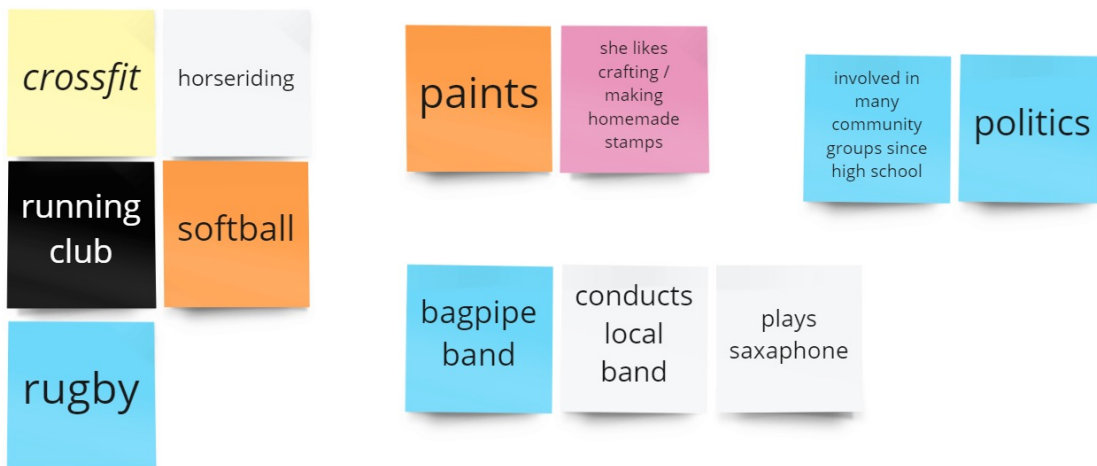 crossfit
horseriding
running
club
softball
rugby
paints
she likes
crafting /
making
homemade
stamps
involved in
many
community
groups since
high school
politics
bagpipe
band
conducts
local
band
plays
saxaphone